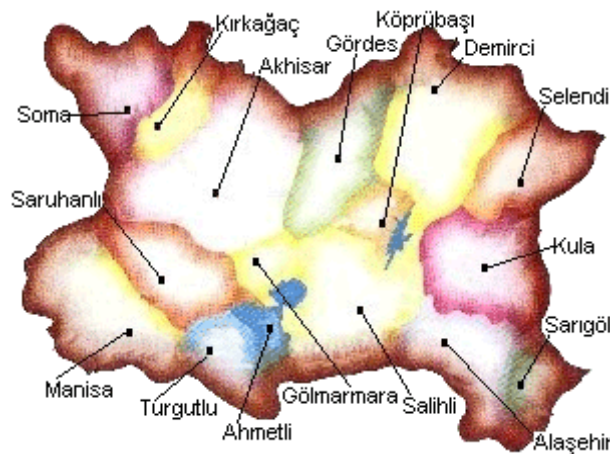 Kırkağaç
Köprübaşı
Gördes
Demirci
Akhisar
Selendi
Soma
Saruhanlı
Kula
Sarıgöl
Manisa
Turgutlu
Gölmarmara
Salihli
Ahmetli
Alaşehir